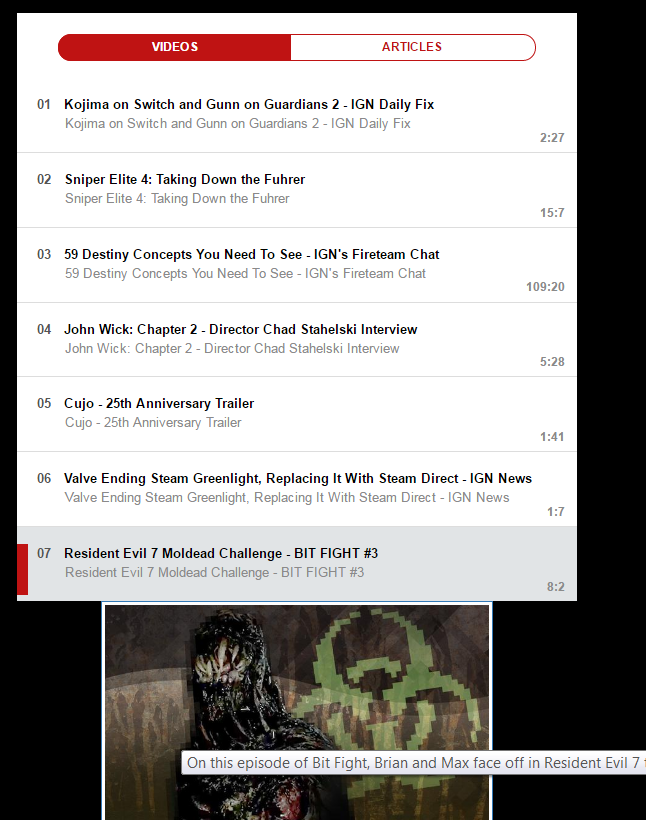 VIDEOS
ARTICLES
01 Kojima on Switch and Gunn on Guardians 2 - IGN Daily Fix
Kojima on Switch and Gunn on Guardians 2 - IGN Daily Fix
2:27
02 Sniper Elite 4: Taking Down the Fuhrer
Sniper Elite 4: Taking Down the Fuhrer
15:7
03 59 Destiny Concepts You Need To See - IGN's Fireteam Chat
59 Destiny Concepts You Need To See - IGN's Fireteam Chat
109:20
04 John Wick: Chapter 2 - Director Chad Stahelski Interview
John Wick: Chapter 2 - Director Chad Stahelski Interview
5:28
05 Cujo - 25th Anniversary Trailer
Cujo - 25th Anniversary Trailer
1:41
06 Valve Ending Steam Greenlight, Replacing It With Steam Direct - IGN News
Valve Ending Steam Greenlight, Replacing It With Steam Direct - IGN News
1:7
07 Resident Evil 7 Moldead Challenge - BIT FIGHT #3
Resident Evil 7 Moldead Challenge - BIT FIGHT #3
8:2
On this episode of Bit Fight, Brian and Max face off in Resident Evil 7